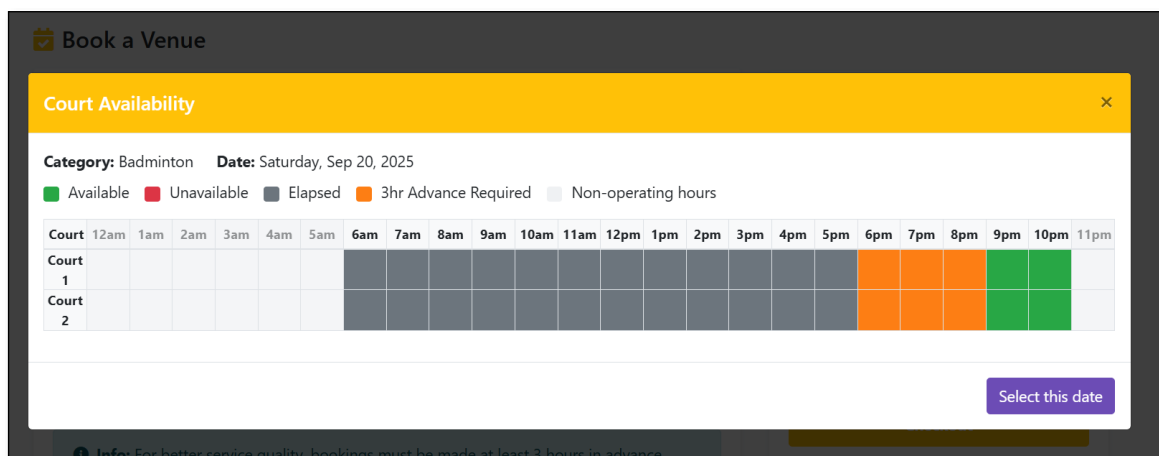 Book a Venue
Court Availability ×
Category: Badminton Date: Saturday, Sep 20, 2025
Available Unavailable Elapsed 3hr Advance Required Non-operating hours
Court 12am 1am 2am 3am 4am 5am 6am 7am 8am 9am 10am 11am 12pm 1pm 2pm 3pm 4pm 5pm 6pm 7pm 8pm 9pm 10pm 11pm
Court
1
Court
2
Select this date
Info: For better service quality, bookings must be made at least 3 hours in advance.